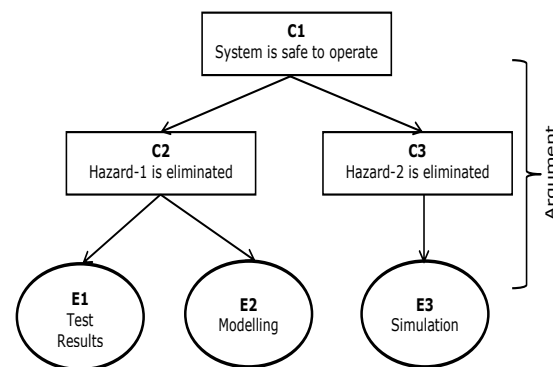 C1
System is safe to operate
C2
Hazard-1 is eliminated
C3
Hazard-2 is eliminated
Argument
E1
Test
Results
E2
Modelling
E3
Simulation